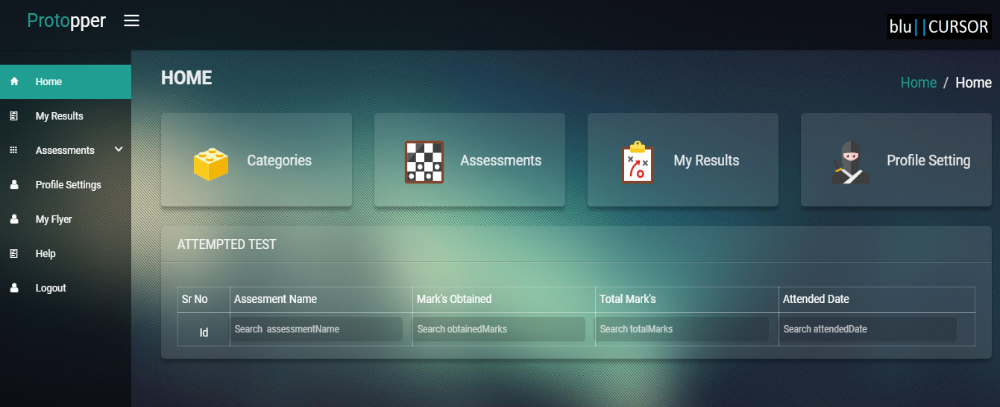 Protopper
blu||CURSOR
Home
My Results
Assessments
Profile Settings
My Flyer
Help
Logout
HOME
Home / Home
Categories
Assessments
My Results
Profile Setting
ATTEMPTED TEST
Sr No Assesment Name Mark's Obtained Total Mark's Attended Date
Id Search assessmentName Search obtainedMarks Search totalMarks Search attendedDate